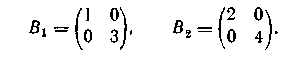 B₁ = (1 0
0 3), B₂ = (2 0
0 4).